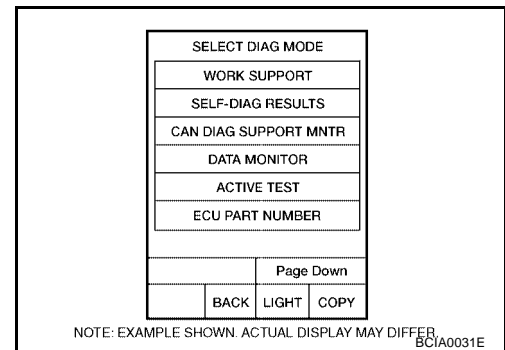 SELECT DIAG MODE
WORK SUPPORT
SELF-DIAG RESULTS
CAN DIAG SUPPORT MNTR
DATA MONITOR
ACTIVE TEST
ECU PART NUMBER
Page Down
BACK LIGHT COPY
NOTE: EXAMPLE SHOWN. ACTUAL DISPLAY MAY DIFFER.
BCIA0031E